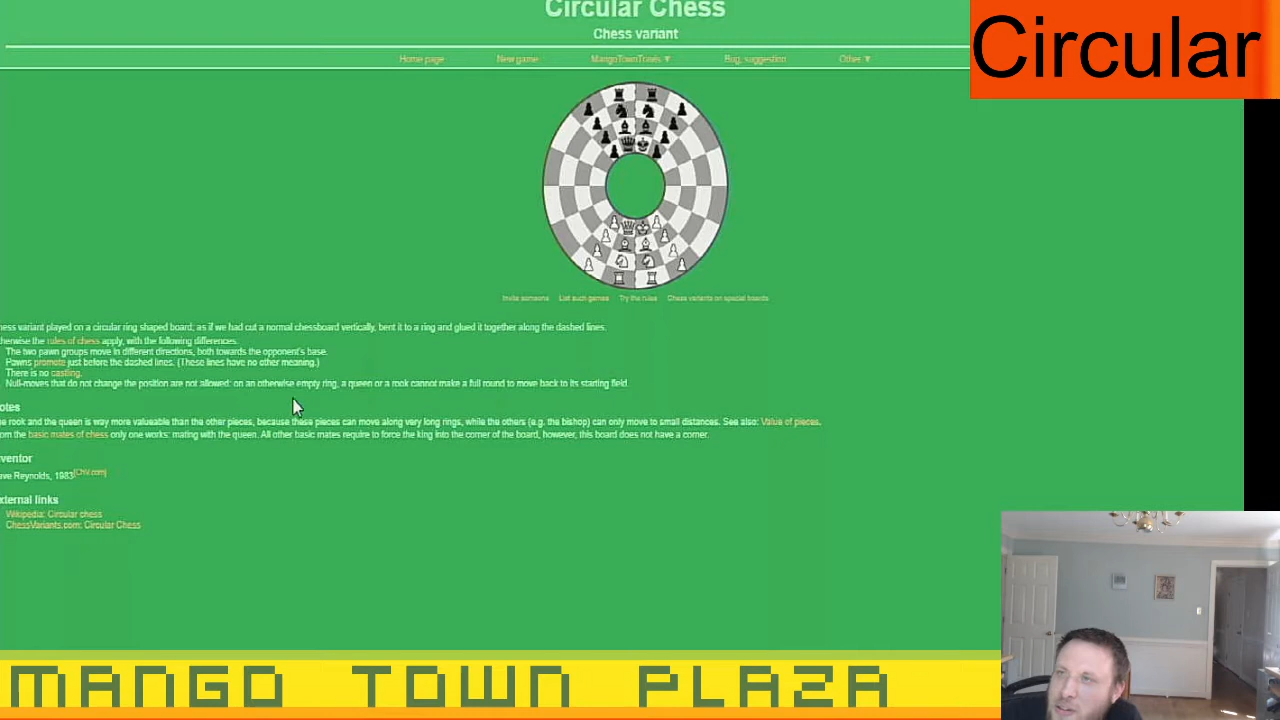 Circular Chess
Circular
Chess variant
Home page New game MangoTownTravis ▼ Bug, suggestion Other ▼
Invite someone List such games Try the rules Chess variants on special boards
hess variant played on a circular ring shaped board; as if we had cut a normal chessboard vertically, bent it to a ring and glued it together along the dashed lines.
herwise the rules of chess apply, with the following differences.
The two pawn groups move in different directions, both towards the opponent's base.
Pawns promote just before the dashed lines. (These lines have no other meaning.)
There is no castling.
Null-moves that do not change the position are not allowed: on an otherwise empty ring, a queen or a rook cannot make a full round to move back to its starting field.
otes
he rook and the queen is way more valueable than the other pieces, because these pieces can move along very long rings, while the others (e.g. the bishop) can only move to small distances. See also: Value of pieces.
om the basic mates of chess only one works: mating with the queen. All other basic mates require to force the king into the corner of the board, however, this board does not have a corner.
ventor
ave Reynolds, 1983[ChV.com]
xternal links
Wikipedia: Circular chess
ChessVariants.com: Circular Chess
MANGO TOWN PLAZA